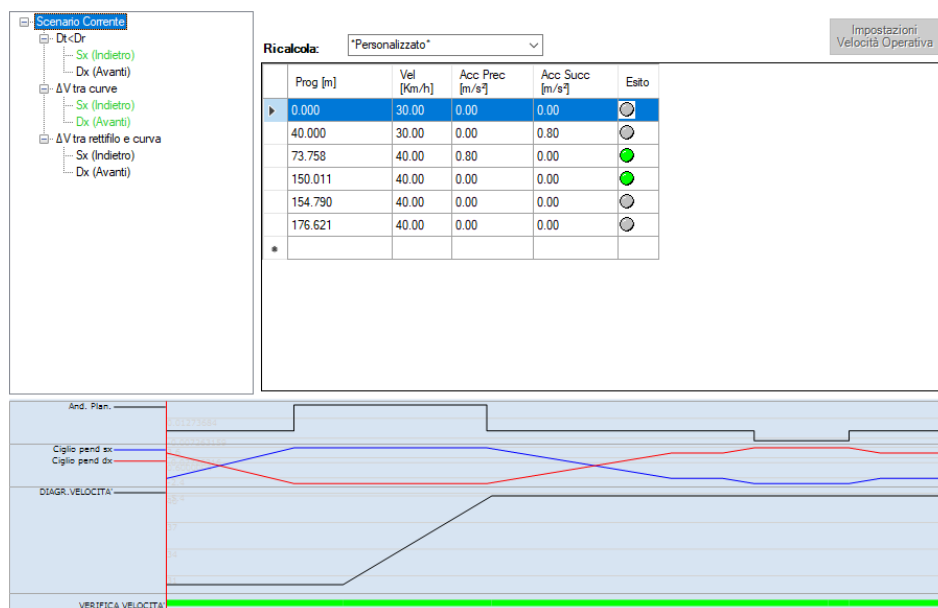 Scenario Corrente
Dt<Dr
Sx (Indietro)
Dx (Avanti)
ΔV tra curve
Sx (Indietro)
Dx (Avanti)
ΔV tra rettifilo e curva
Sx (Indietro)
Dx (Avanti)
Ricalcola: "Personalizzato"
Impostazioni
Velocità Operativa
Prog [m] Vel [Km/h] Acc Prec [m/s²] Acc Succ [m/s²] Esito
0.000 30.00 0.00 0.00
40.000 30.00 0.00 0.80
73.758 40.00 0.80 0.00
150.011 40.00 0.00 0.00
154.790 40.00 0.00 0.00
176.621 40.00 0.00 0.00
And. Plan.
Ciglio pend sx
Ciglio pend dx
DIAGR.VELOCITA'
37
34
VERIFICA VELOCITA'